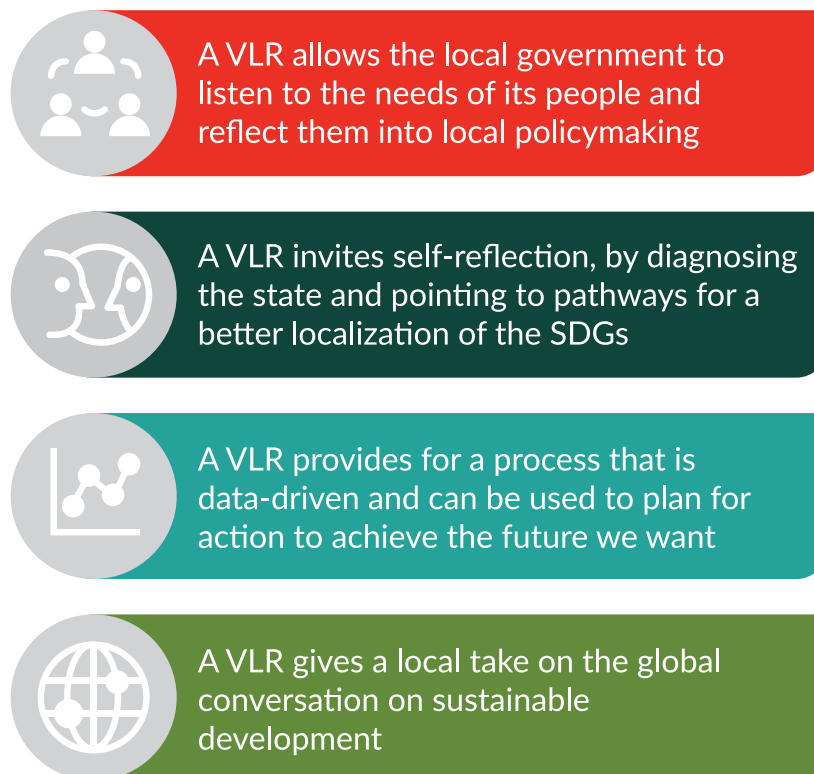 A VLR allows the local government to
listen to the needs of its people and
reflect them into local policymaking
A VLR invites self-reflection, by diagnosing
the state and pointing to pathways for a
better localization of the SDGs
A VLR provides for a process that is
data-driven and can be used to plan for
action to achieve the future we want
A VLR gives a local take on the global
conversation on sustainable
development